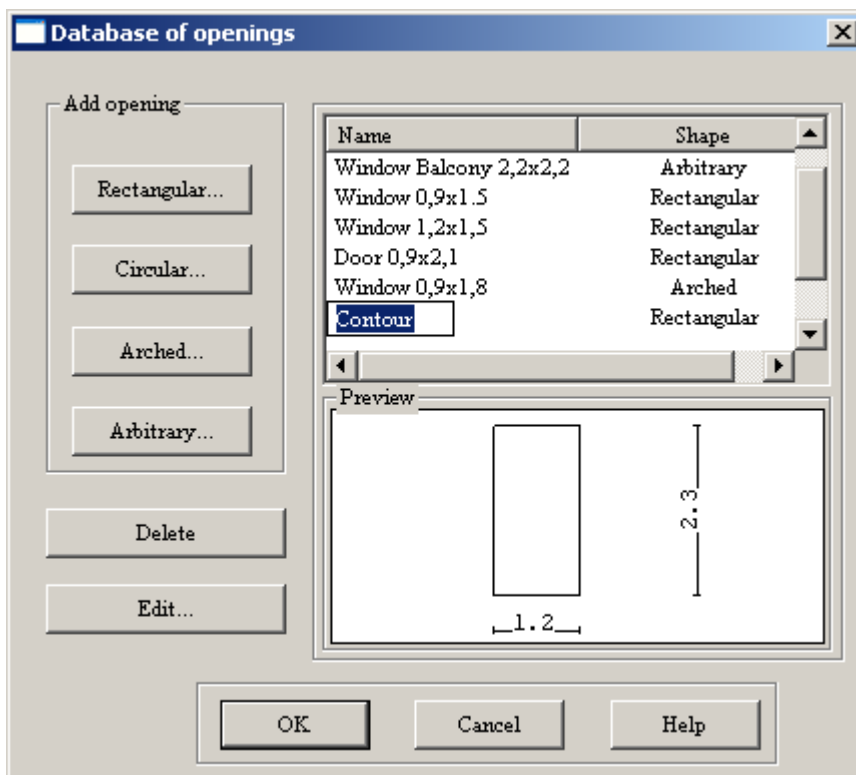 Database of openings
Add opening
Rectangular...
Circular...
Arched...
Arbitrary...
Delete
Edit...
Name Shape
Window Balcony 2,2x2,2 Arbitrary
Window 0,9x1.5 Rectangular
Window 1,2x1,5 Rectangular
Door 0,9x2,1 Rectangular
Window 0,9x1,8 Arched
Contour Rectangular
Preview
2.3
1.2
OK Cancel Help